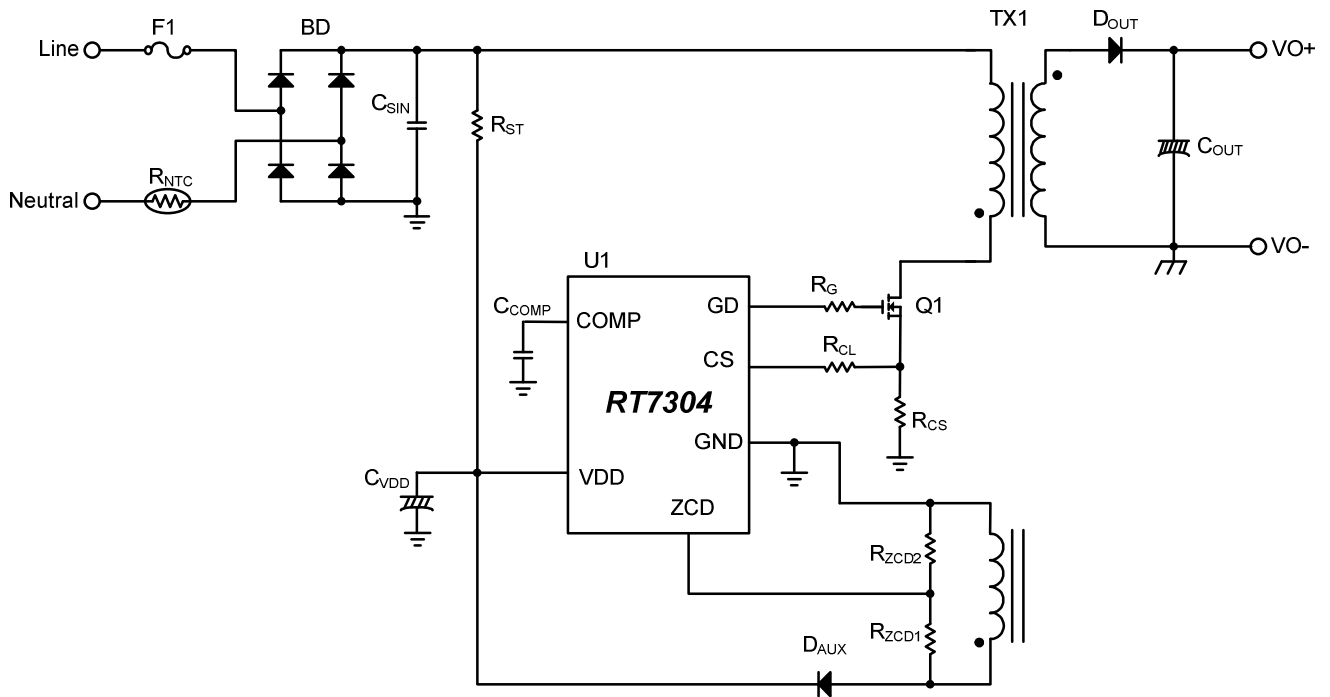 F1
BD
TX1
DOUT
Line
VO+
CSIN
RST
COUT
RNTC
Neutral
VO-
U1
CCOMP
COMP
GD
RG
Q1
CS
RCL
RT7304
RCS
GND
CVDD
VDD
ZCD
RZCD2
RZCD1
DAUX